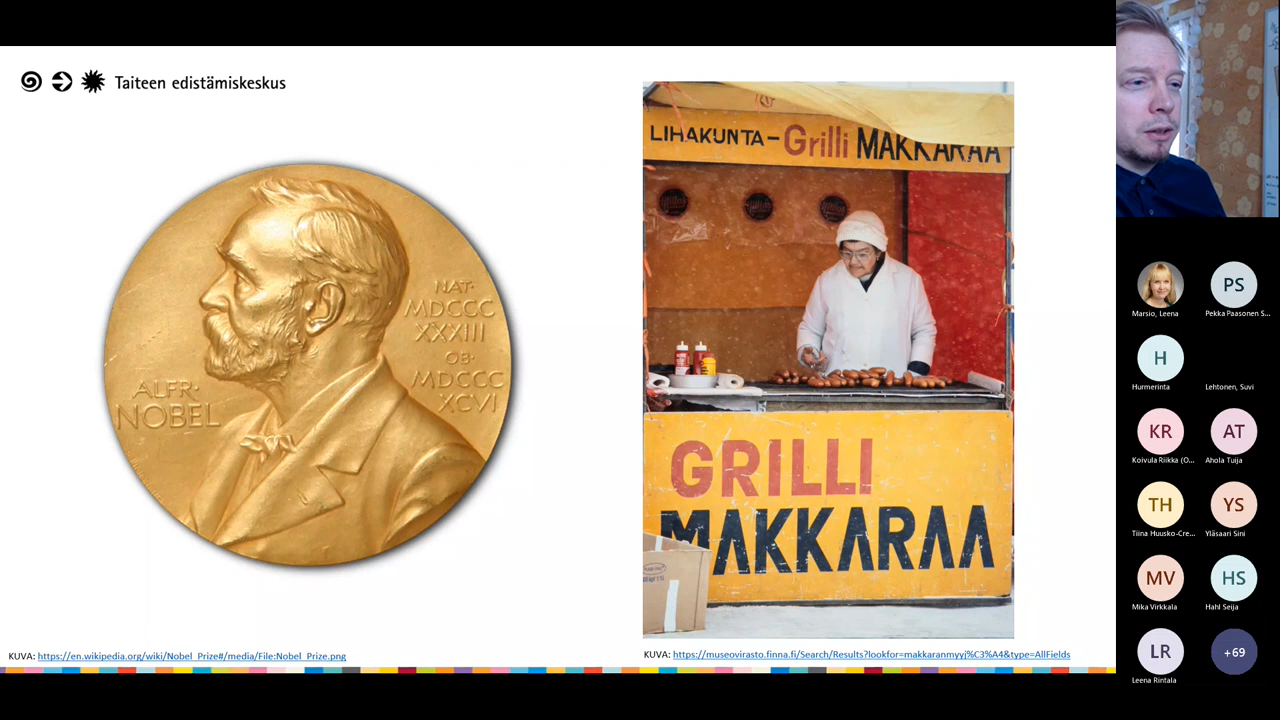 Taiteen edistämiskeskus
ALFR·
NOBEL
NAT·
MDCCC
XXXIII
OB·
MDCCC
XCVI
LIHAKUNTA-Grilli MAKKARAA
GRILLI
MAKKARAA
KUVA: https://en.wikipedia.org/wiki/Nobel_Prize#/media/File:Nobel_Prize.png
KUVA: https://museovirasto.finna.fi/Search/Results?lookfor=makkaranmyyj%C3%A4&type=AllFields
Marsio, Leena
PS
Pekka Paasonen S...
H
Hurmerinta
Lehtonen, Suvi
KR
Koivula Riikka (O...
AT
Ahola Tuija
TH
Tiina Huusko-Cre...
YS
Yläsaari Sini
MV
Mika Virkkala
HS
Hahl Seija
LR
Leena Rintala
+69